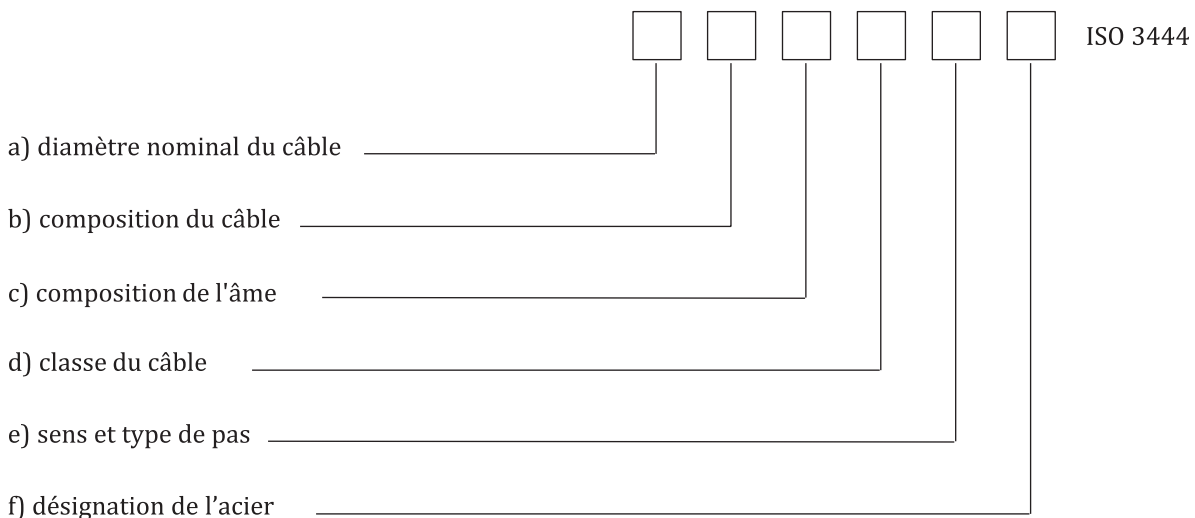 ISO 3444
a) diamètre nominal du câble
b) composition du câble
c) composition de l'âme
d) classe du câble
e) sens et type de pas
f) désignation de l’acier